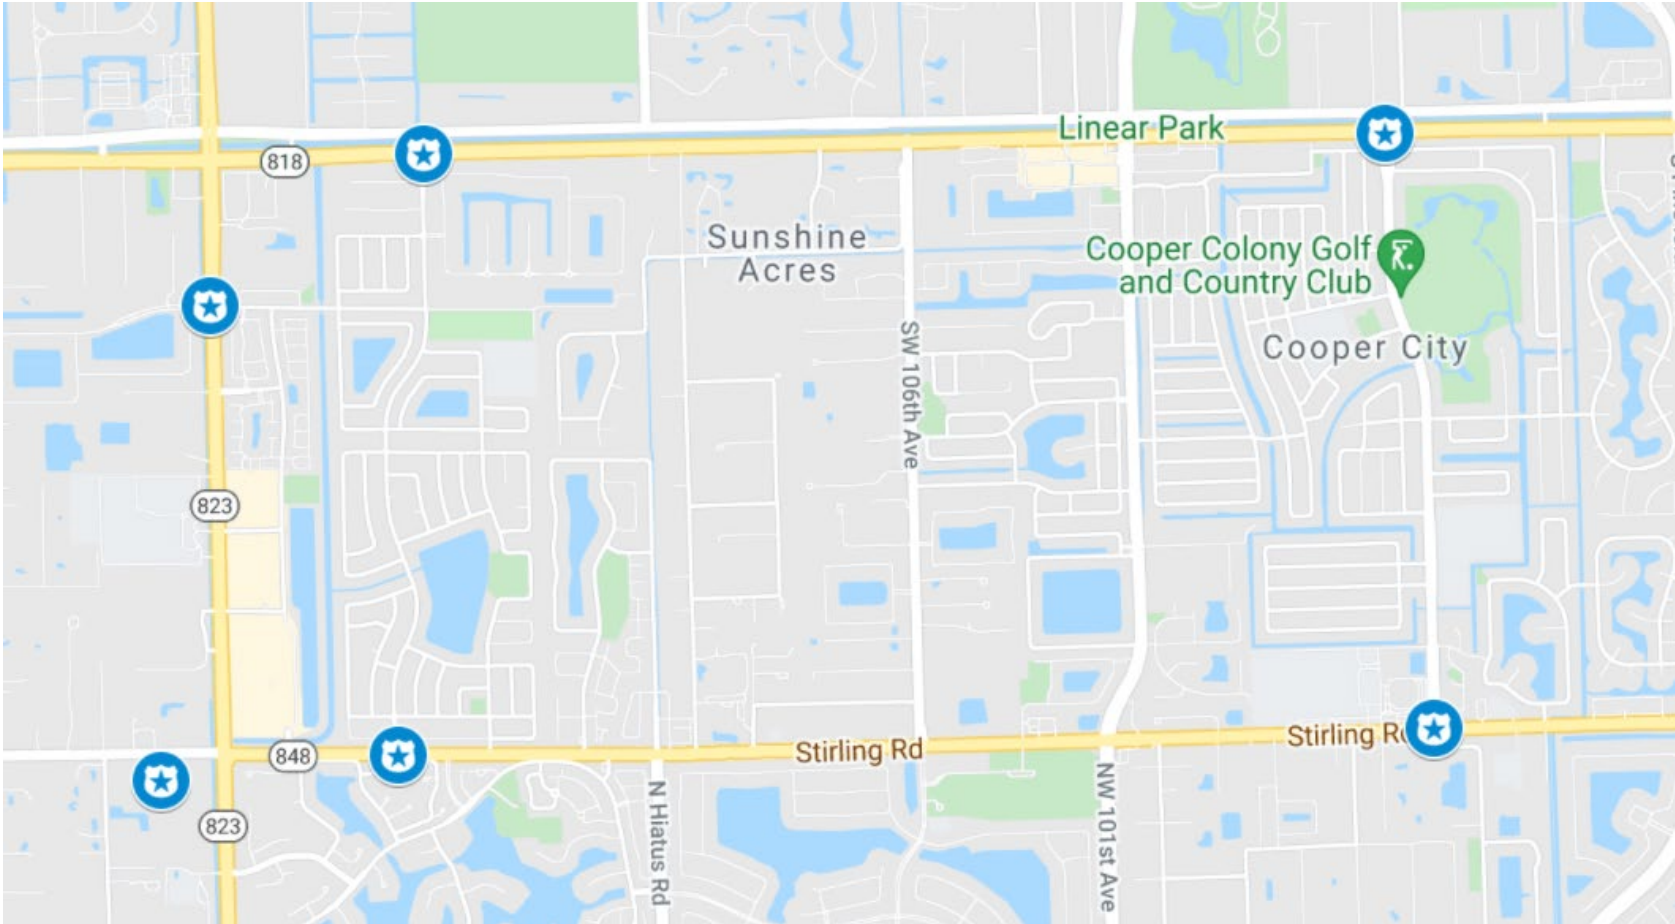 Linear Park
818
Sunshine
Acres
Cooper Colony Golf
and Country Club
Cooper City
SW 106th Ave
823
Stirling Rd
848
Stirling Rd
N Hiatus Rd
NW 101st Ave
823